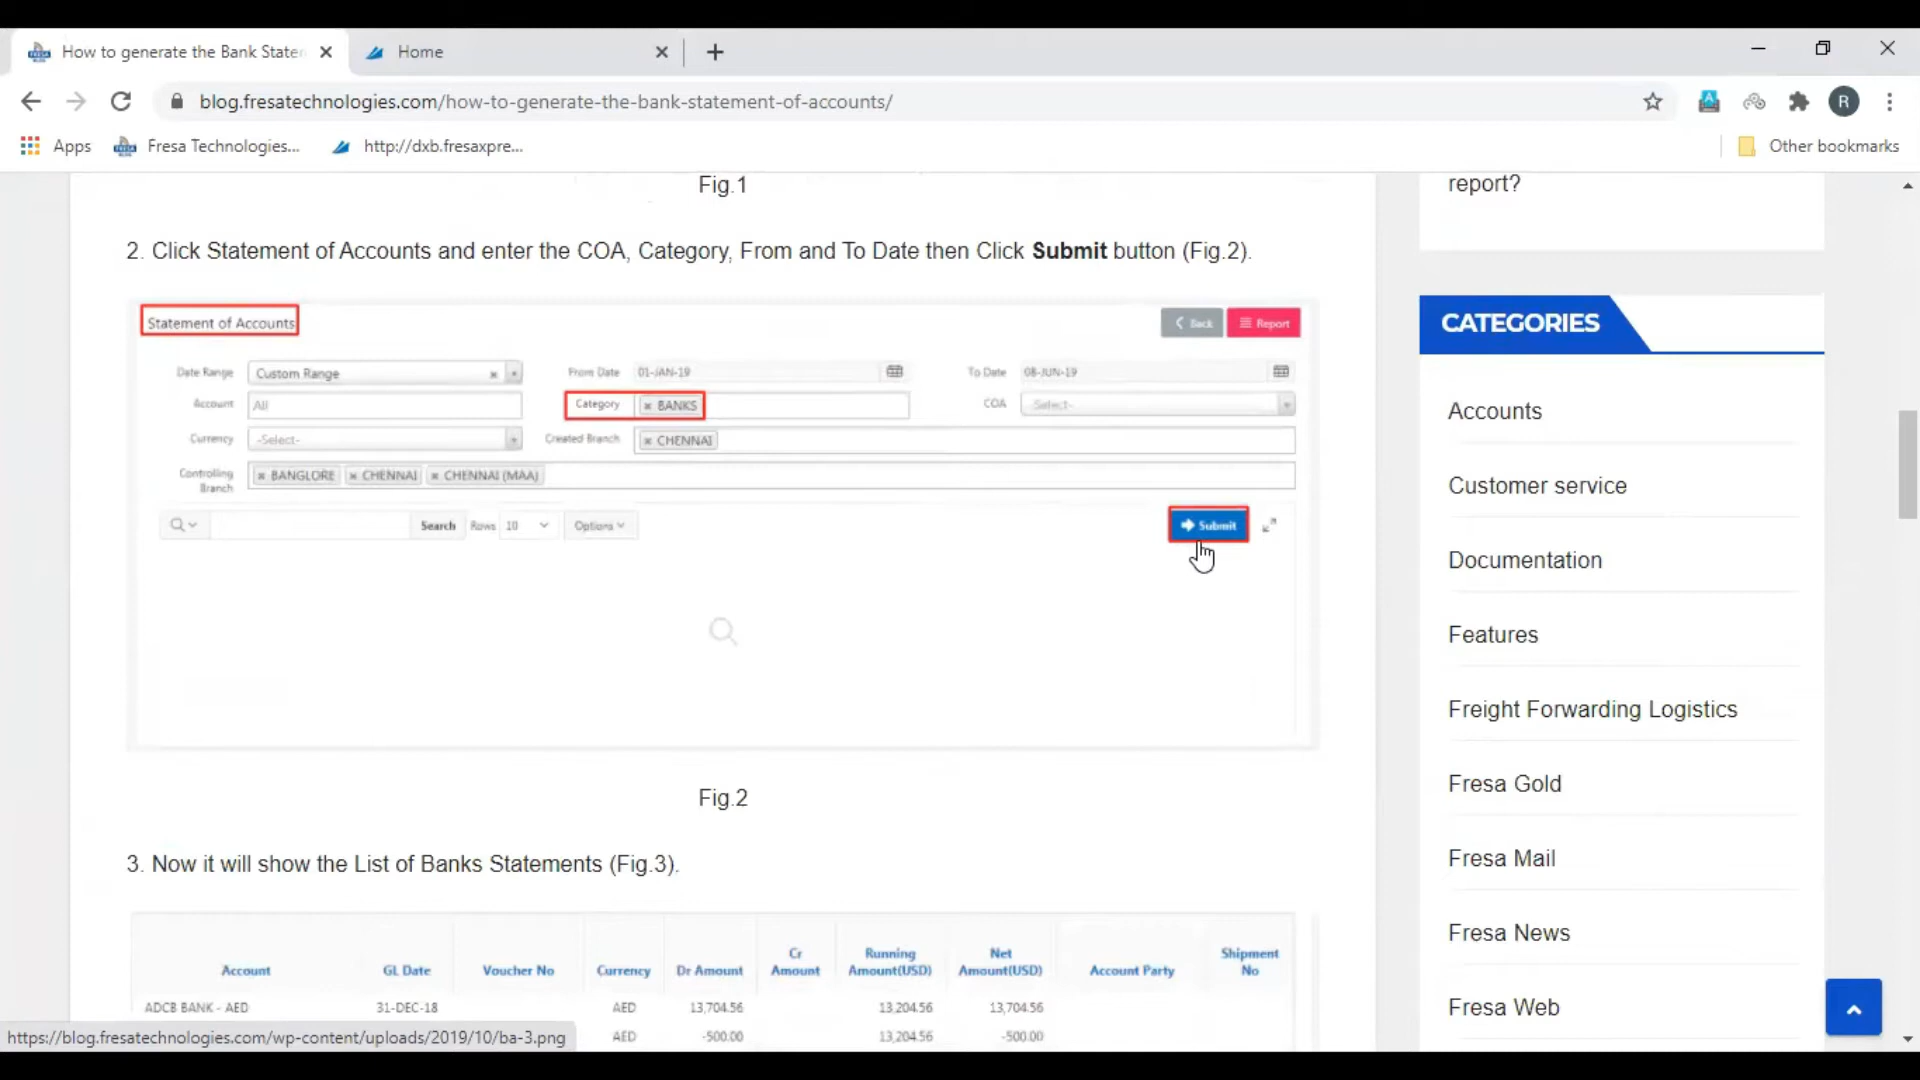 How to generate the Bank Staten
Home
blog.fresatechnologies.com/how-to-generate-the-bank-statement-of-accounts/
R
Apps
Fresa Technologies...
http://dxb.fresaxpre...
Other bookmarks
Fig.1
report?
2. Click Statement of Accounts and enter the COA, Category, From and To Date then Click Submit button (Fig.2).
Statement of Accounts
Back
Report
Date Range
Custom Range
From Date
01-JAN-19
To Date
08-JUN-19
Account
All
Category
BANKS
COA
-Select-
Currency
-Select-
Created Branch
CHENNAI
Controlling
Branch
BANGLORE
CHENNAI
CHENNAI (MAA)
Search
Rows
10
Options
Submit
Fig.2
3. Now it will show the List of Banks Statements (Fig.3).
Account
GL Date
Voucher No
Currency
Dr Amount
Cr
Amount
Running
Amount(USD)
Net
Amount(USD)
Account Party
Shipment
No
ADCB BANK - AED
31-DEC-18
AED
13,704.56
13,204.56
13,704.56
AED
-500.00
13,204.56
-500.00
CATEGORIES
Accounts
Customer service
Documentation
Features
Freight Forwarding Logistics
Fresa Gold
Fresa Mail
Fresa News
Fresa Web
https://blog.fresatechnologies.com/wp-content/uploads/2019/10/ba-3.png